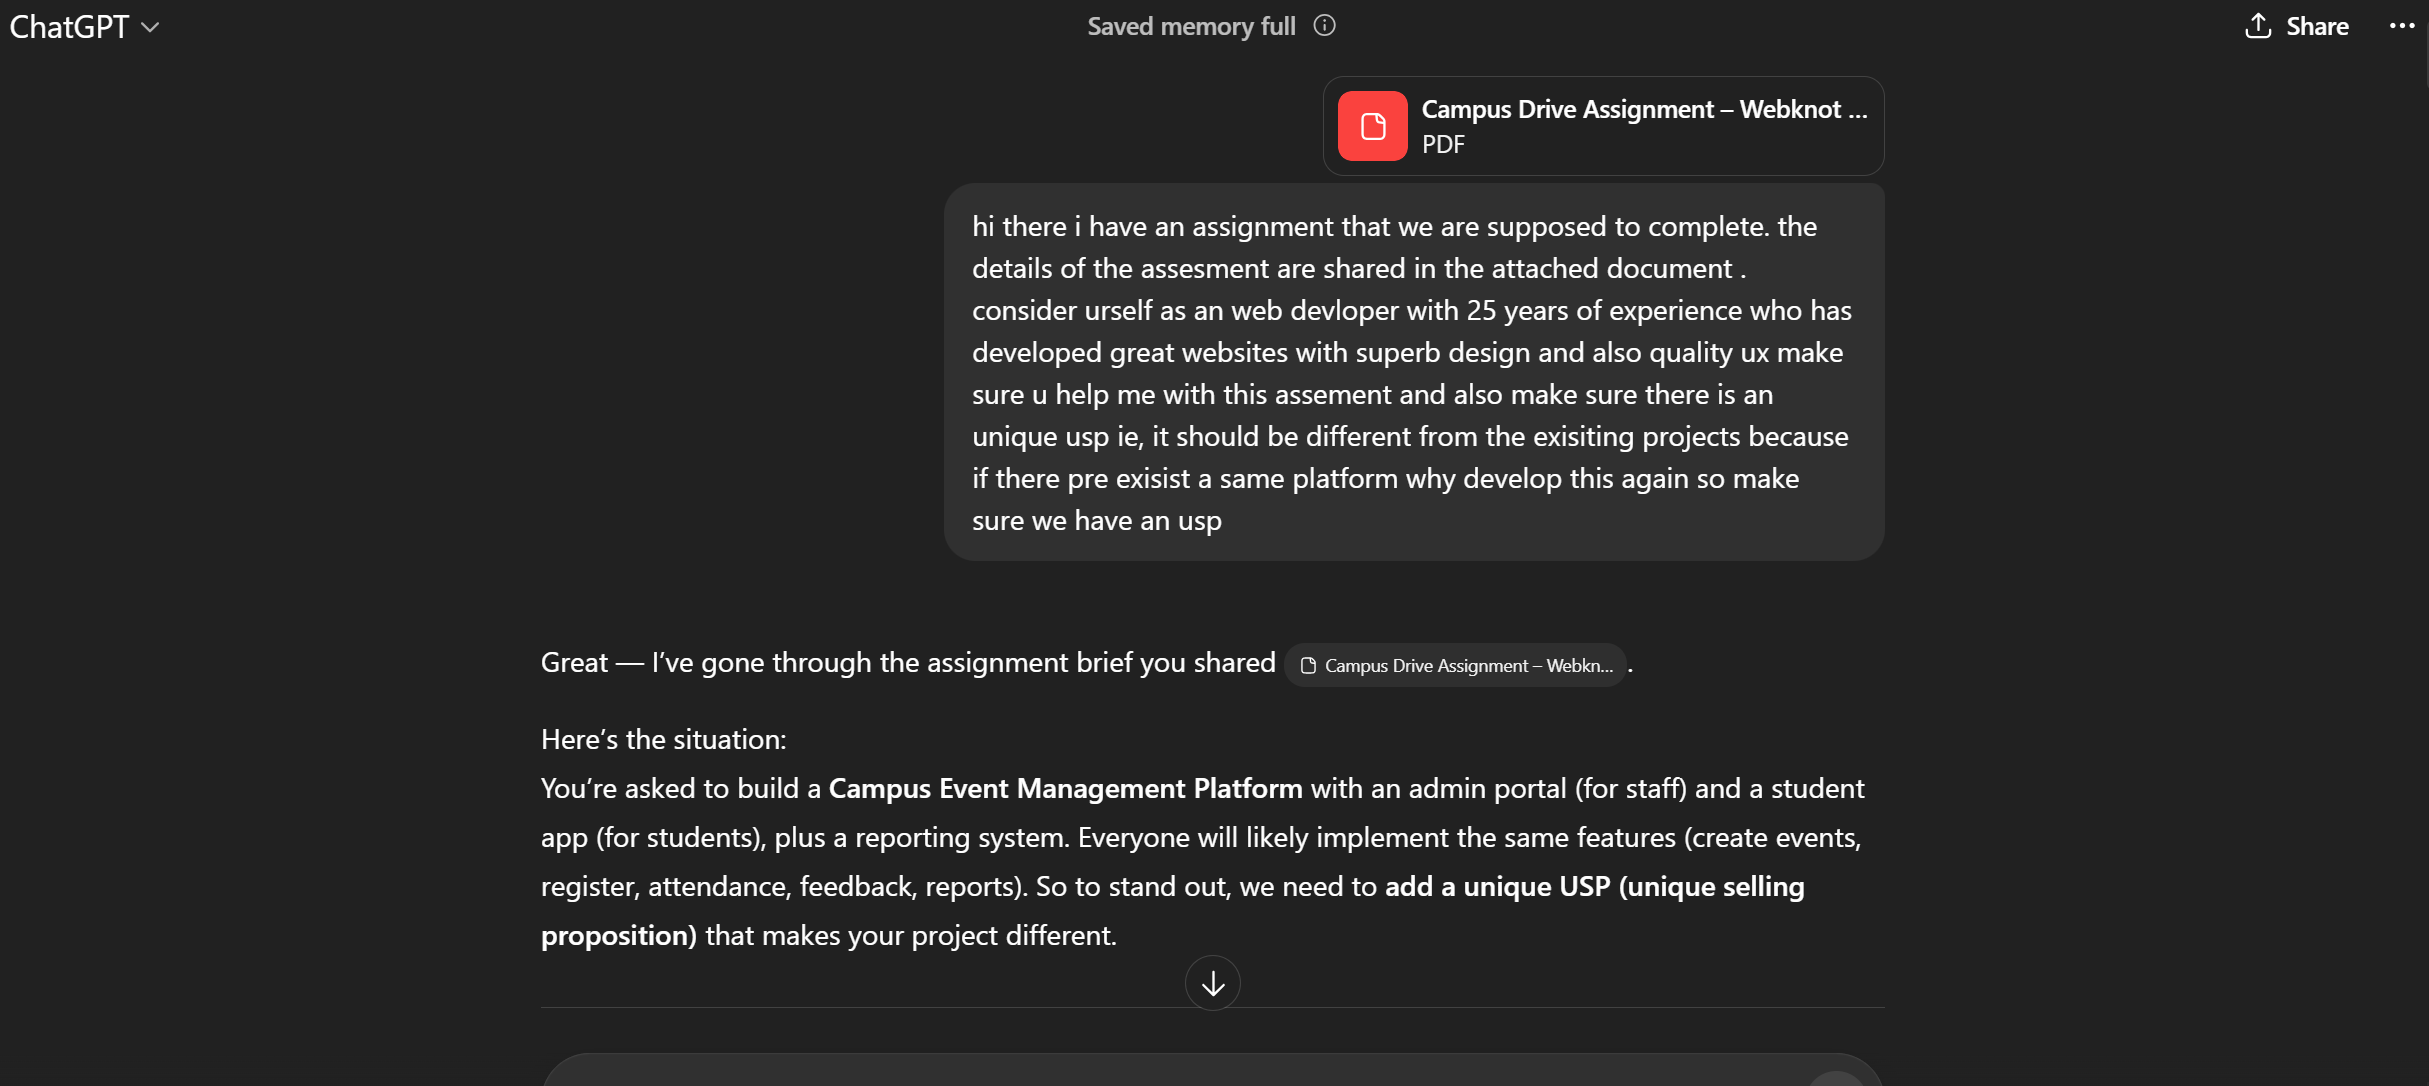 ChatGPT
Saved memory full
Share
Campus Drive Assignment – Webknot ...
PDF
hi there i have an assignment that we are supposed to complete. the
details of the assesment are shared in the attached document .
consider urself as an web devloper with 25 years of experience who has
developed great websites with superb design and also quality ux make
sure u help me with this assement and also make sure there is an
unique usp ie, it should be different from the exisiting projects because
if there pre exisist a same platform why develop this again so make
sure we have an usp
Great — I’ve gone through the assignment brief you shared Campus Drive Assignment – Webkn... .
Here’s the situation:
You’re asked to build a Campus Event Management Platform with an admin portal (for staff) and a student
app (for students), plus a reporting system. Everyone will likely implement the same features (create events,
register, attendance, feedback, reports). So to stand out, we need to add a unique USP (unique selling
proposition) that makes your project different.